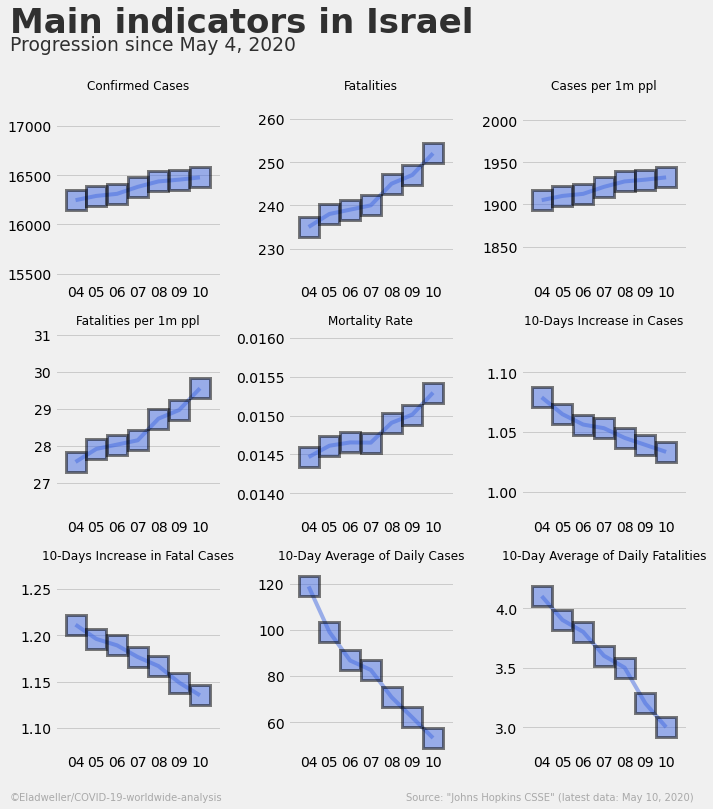 Main indicators in Israel
Progression since May 4, 2020
Confirmed Cases
17000
16500
16000
15500
04 05 06 07 08 09 10
Fatalities
260
250
240
230
04 05 06 07 08 09 10
Cases per 1m ppl
2000
1950
1900
1850
04 05 06 07 08 09 10
Fatalities per 1m ppl
31
30
29
28
27
04 05 06 07 08 09 10
Mortality Rate
0.0160
0.0155
0.0150
0.0145
0.0140
04 05 06 07 08 09 10
10-Days Increase in Cases
1.10
1.05
1.00
04 05 06 07 08 09 10
10-Days Increase in Fatal Cases
1.25
1.20
1.15
1.10
04 05 06 07 08 09 10
10-Day Average of Daily Cases
120
100
80
60
04 05 06 07 08 09 10
10-Day Average of Daily Fatalities
4.0
3.5
3.0
04 05 06 07 08 09 10
©Eladweller/COVID-19-worldwide-analysis
Source: "Johns Hopkins CSSE" (latest data: May 10, 2020)